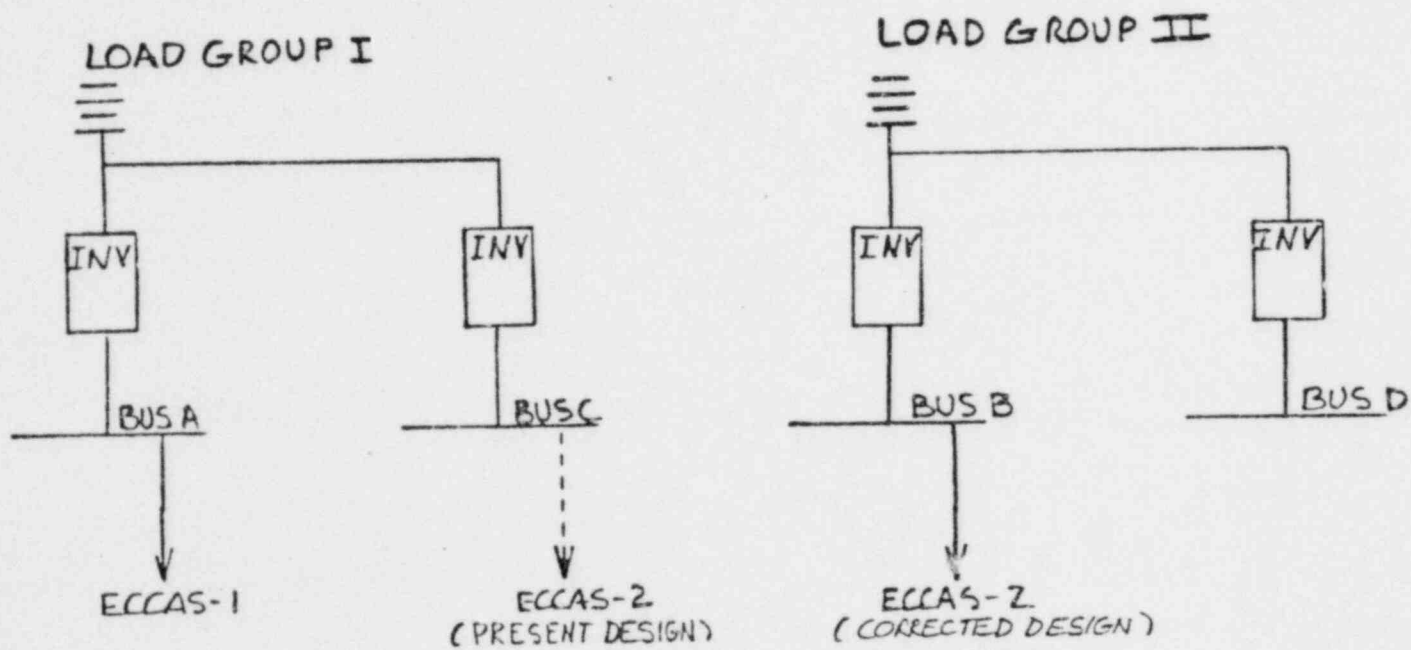 LOAD GROUP I
LOAD GROUP II
INV
INV
INV
INV
BUS A
BUS C
BUS B
BUS D
ECCAS-1
ECCAS-2
(PRESENT DESIGN)
ECCAS-2
(CORRECTED DESIGN)